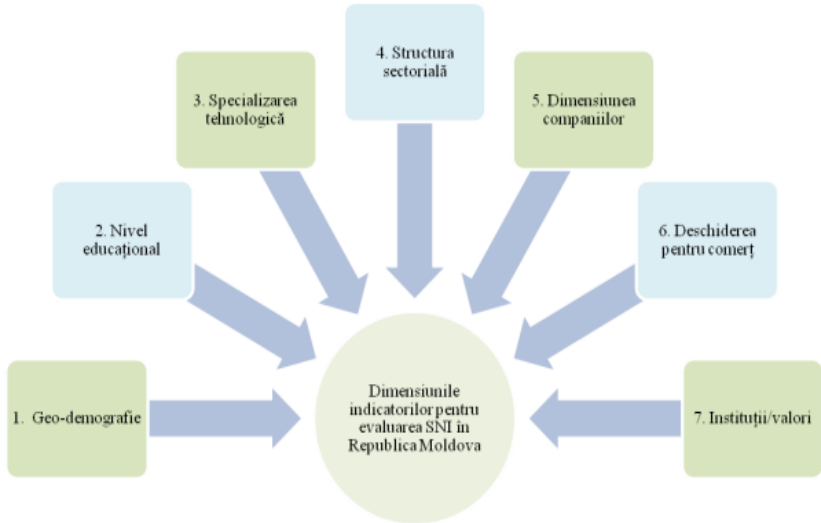 1. Geo-demografie
2. Nivel
educațional
3. Specializarea
tehnologică
4. Structura
sectorială
5. Dimensiunea
companiilor
6. Deschiderea
pentru comerț
7. Instituții/valori
Dimensiunile
indicatorilor pentru
evaluarea SNI în
Republica Moldova